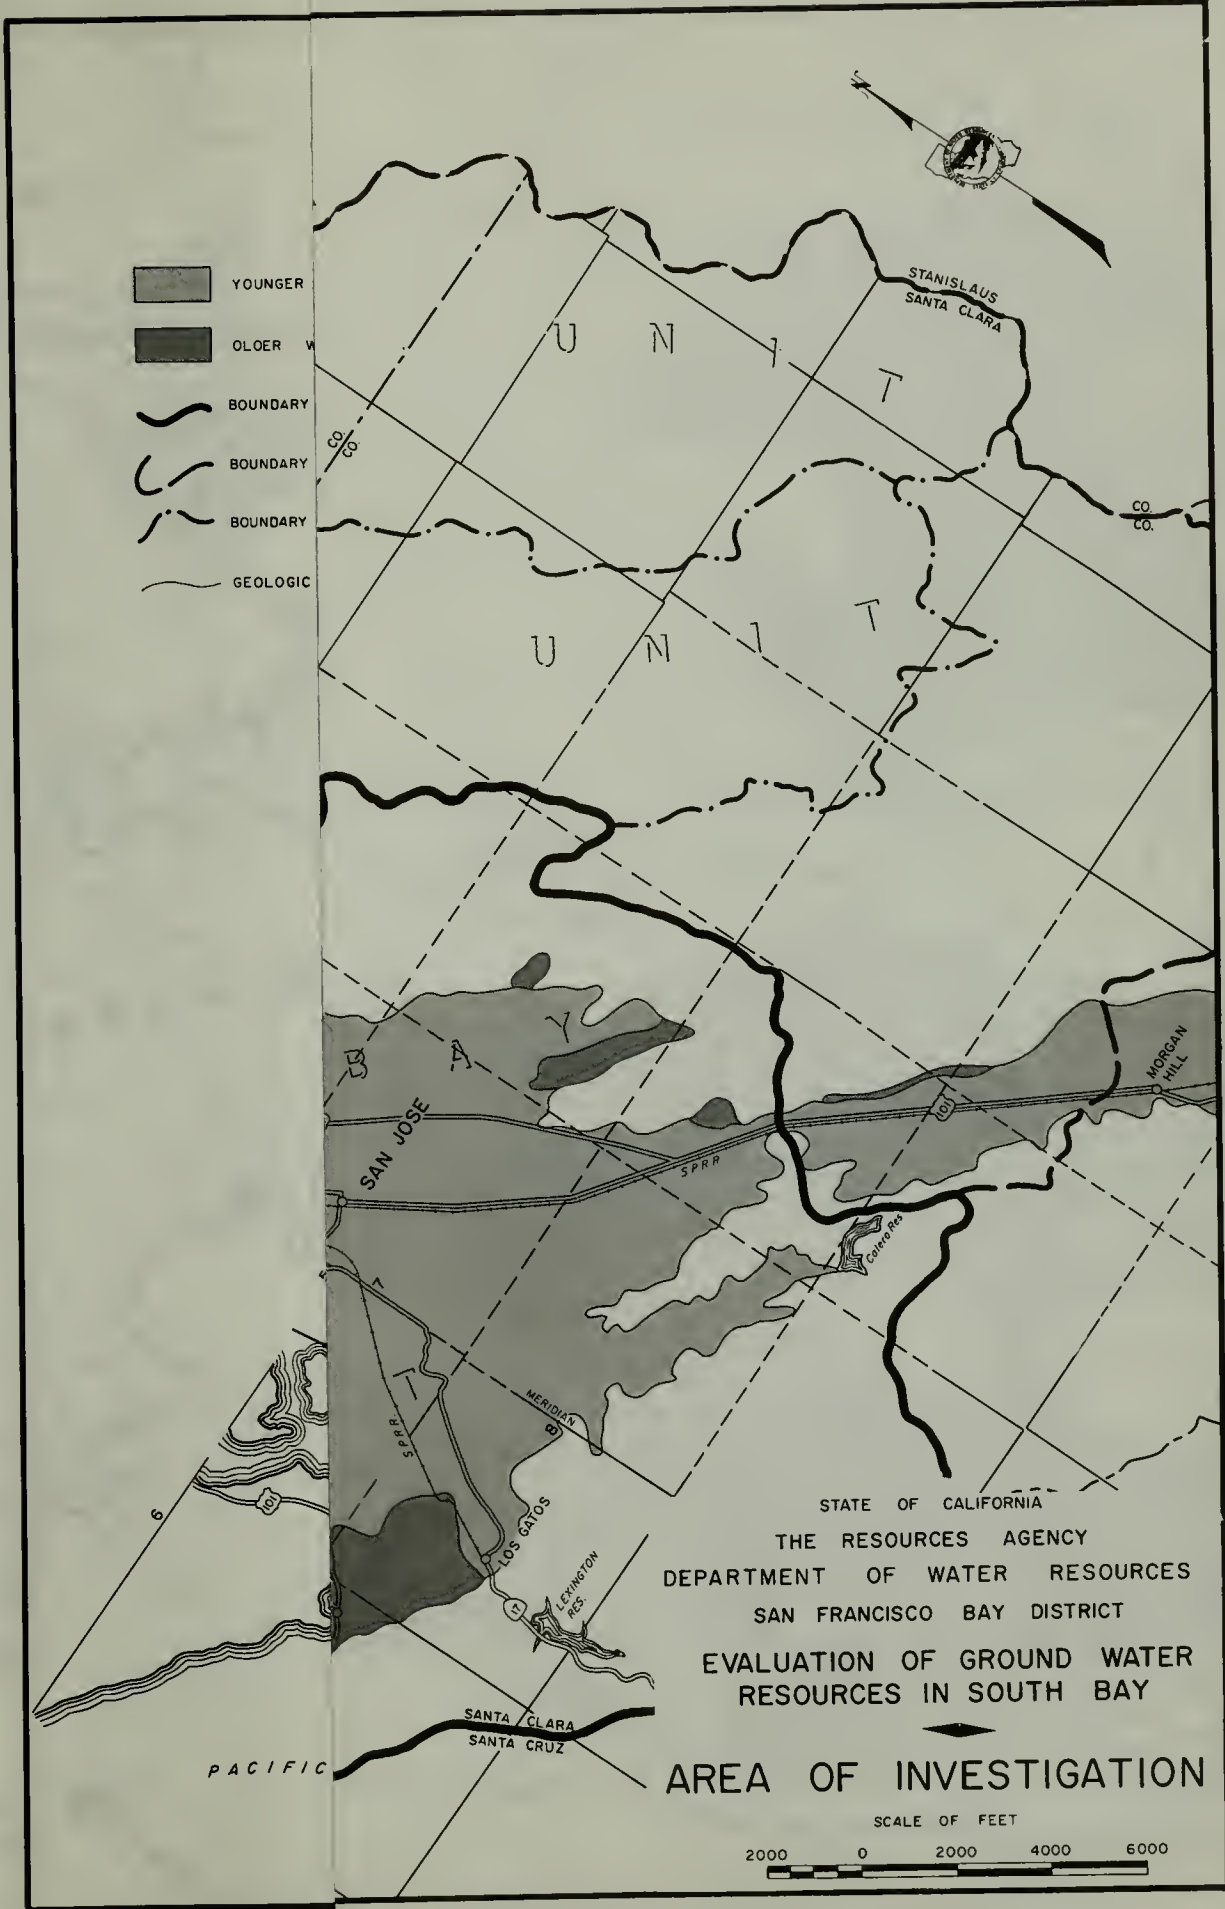 N
STANISLAUS
SANTA CLARA
YOUNGER
OLOER W
BOUNDARY
BOUNDARY
BOUNDARY
GEOLOGIC
CO.
CO.
U N I T
CO.
CO.
U N I T
B A Y
MORGAN
HILL
101
SAN JOSE
SPRR
Calero Res
7
T
SPRR
MERIDIAN
8
6
101
LOS GATOS
17
LEXINGTON
RES.
SANTA CLARA
SANTA CRUZ
PACIFIC
STATE OF CALIFORNIA
THE RESOURCES AGENCY
DEPARTMENT OF WATER RESOURCES
SAN FRANCISCO BAY DISTRICT
EVALUATION OF GROUND WATER
RESOURCES IN SOUTH BAY
AREA OF INVESTIGATION
SCALE OF FEET
2000 0 2000 4000 6000